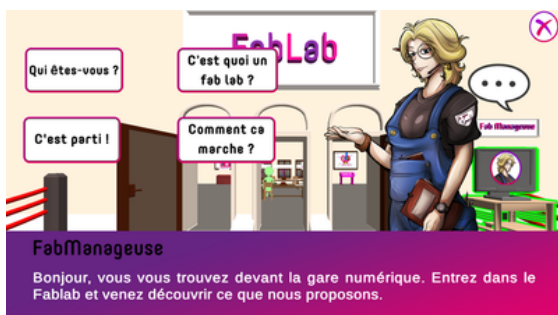 FabLab
Qui êtes-vous ?
C'est quoi un
fab lab ?
C'est parti !
Comment ca
marche ?
Fab Manageuse
FabManageuse
Bonjour, vous vous trouvez devant la gare numérique. Entrez dans le
Fablab et venez découvrir ce que nous proposons.